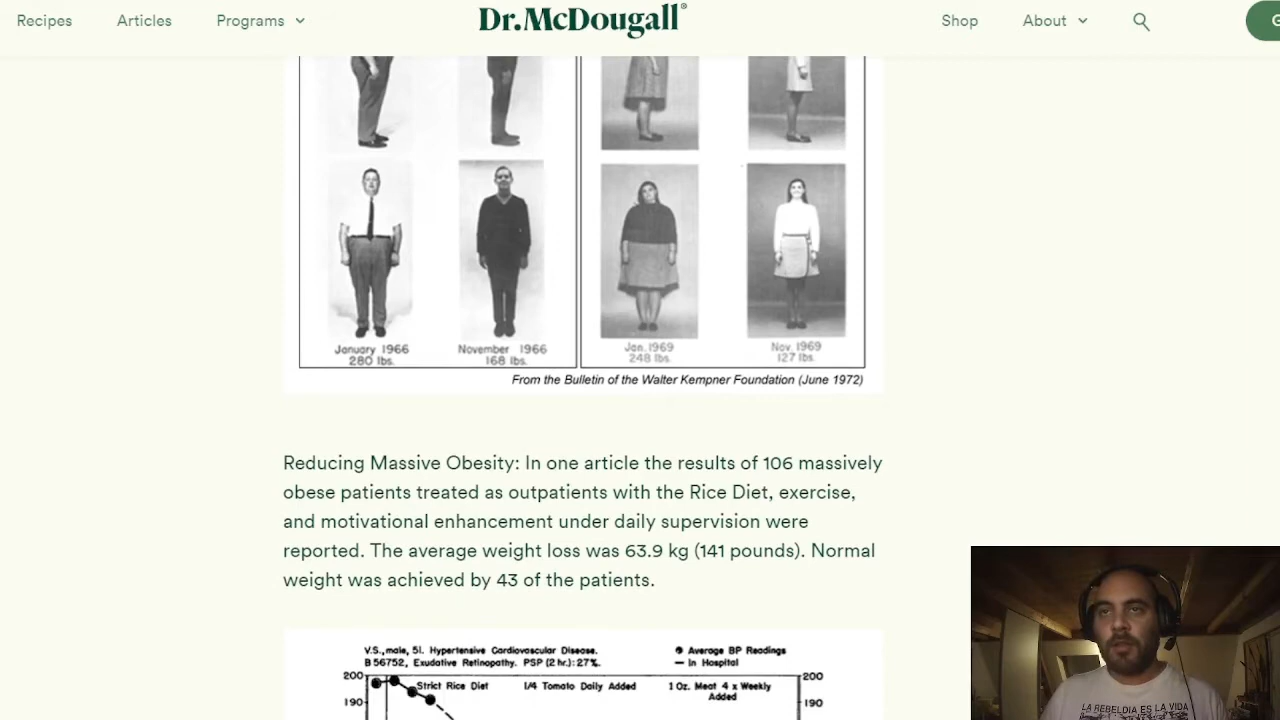 Recipes Articles Programs Dr.McDougall® Shop About
January 1966 November 1966 Jan. 1969 Nov. 1969
280 lbs. 168 lbs. 248 lbs. 127 lbs.
From the Bulletin of the Walter Kempner Foundation (June 1972)
Reducing Massive Obesity: In one article the results of 106 massively
obese patients treated as outpatients with the Rice Diet, exercise,
and motivational enhancement under daily supervision were
reported. The average weight loss was 63.9 kg (141 pounds). Normal
weight was achieved by 43 of the patients.
V.S., male, 51. Hypertensive Cardiovascular Disease. Average BP Readings
B 56752, Exudative Retinopathy. PSP (2 hr.): 27%. — In Hospital
200 200
Strict Rice Diet 1/4 Tomato Daily Added 1 Oz. Meat 4 x Weekly
Added
190 190
LA REBELDIA ES LA VIDA